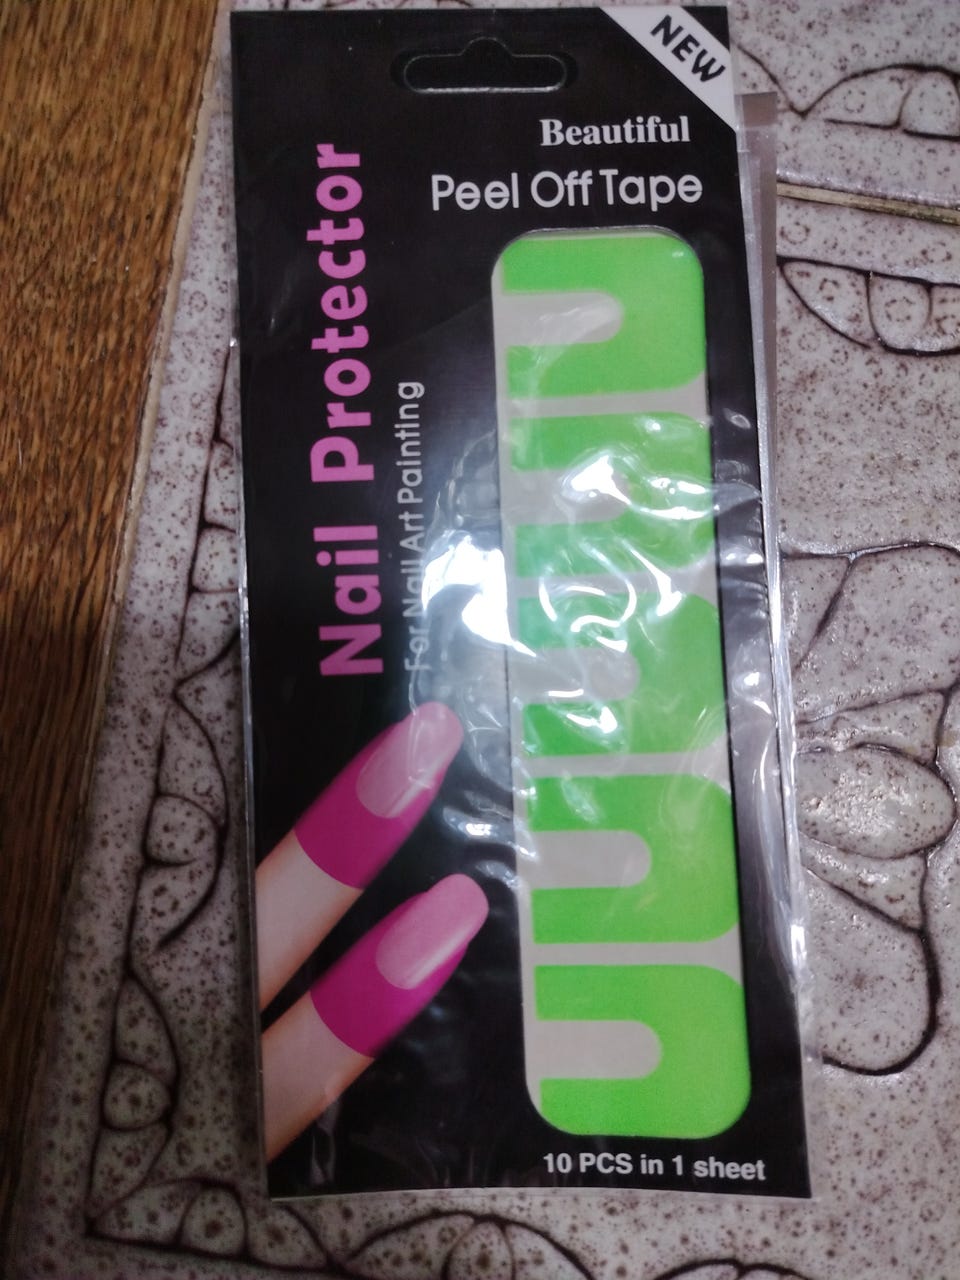 NEW
Beautiful
Peel Off Tape
Nail Protector
For Nail Art Painting
10 PCS in 1 sheet